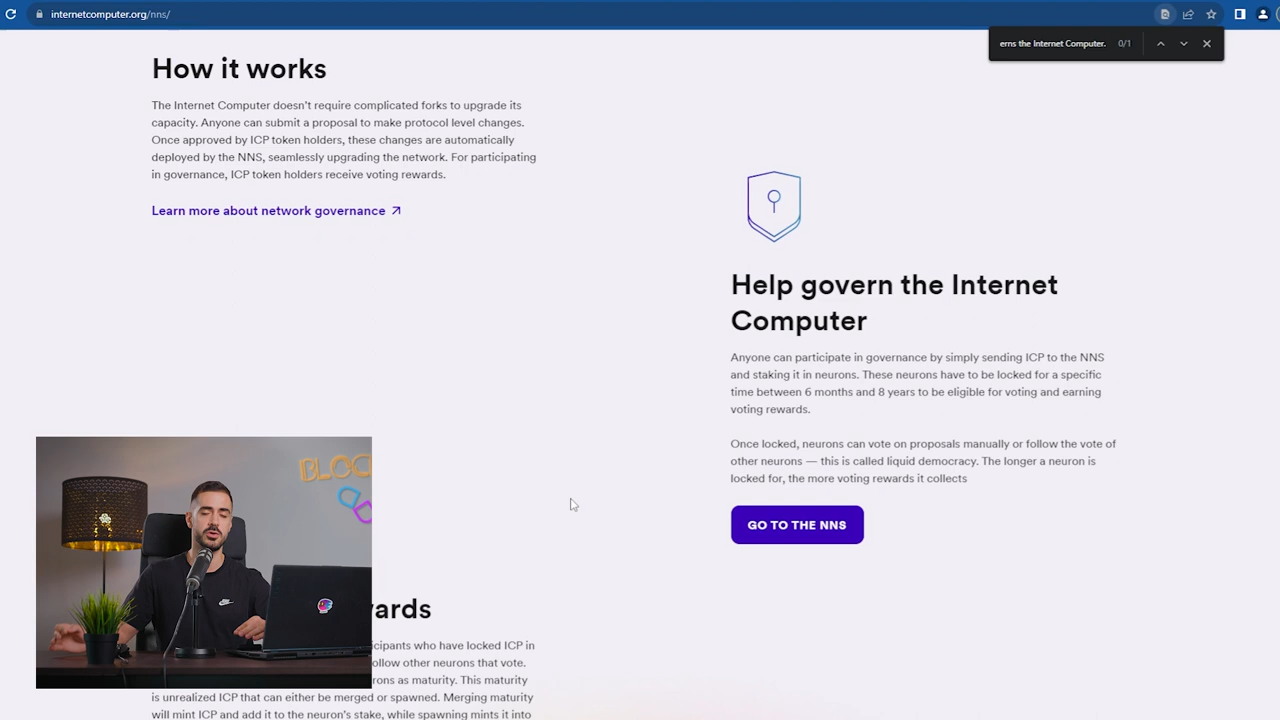 internetcomputer.org/nns/
erns the Internet Computer.
0/1
How it works
The Internet Computer doesn't require complicated forks to upgrade its
capacity. Anyone can submit a proposal to make protocol level changes.
Once approved by ICP token holders, these changes are automatically
deployed by the NNS, seamlessly upgrading the network. For participating
in governance, ICP token holders receive voting rewards.
Learn more about network governance
Help govern the Internet
Computer
Anyone can participate in governance by simply sending ICP to the NNS
and staking it in neurons. These neurons have to be locked for a specific
time between 6 months and 8 years to be eligible for voting and earning
voting rewards.
Once locked, neurons can vote on proposals manually or follow the vote of
other neurons — this is called liquid democracy. The longer a neuron is
locked for, the more voting rewards it collects
GO TO THE NNS
BLOC
wards
ticipants who have locked ICP in
follow other neurons that vote.
rons as maturity. This maturity
is unrealized ICP that can either be merged or spawned. Merging maturity
will mint ICP and add it to the neuron's stake, while spawning mints it into